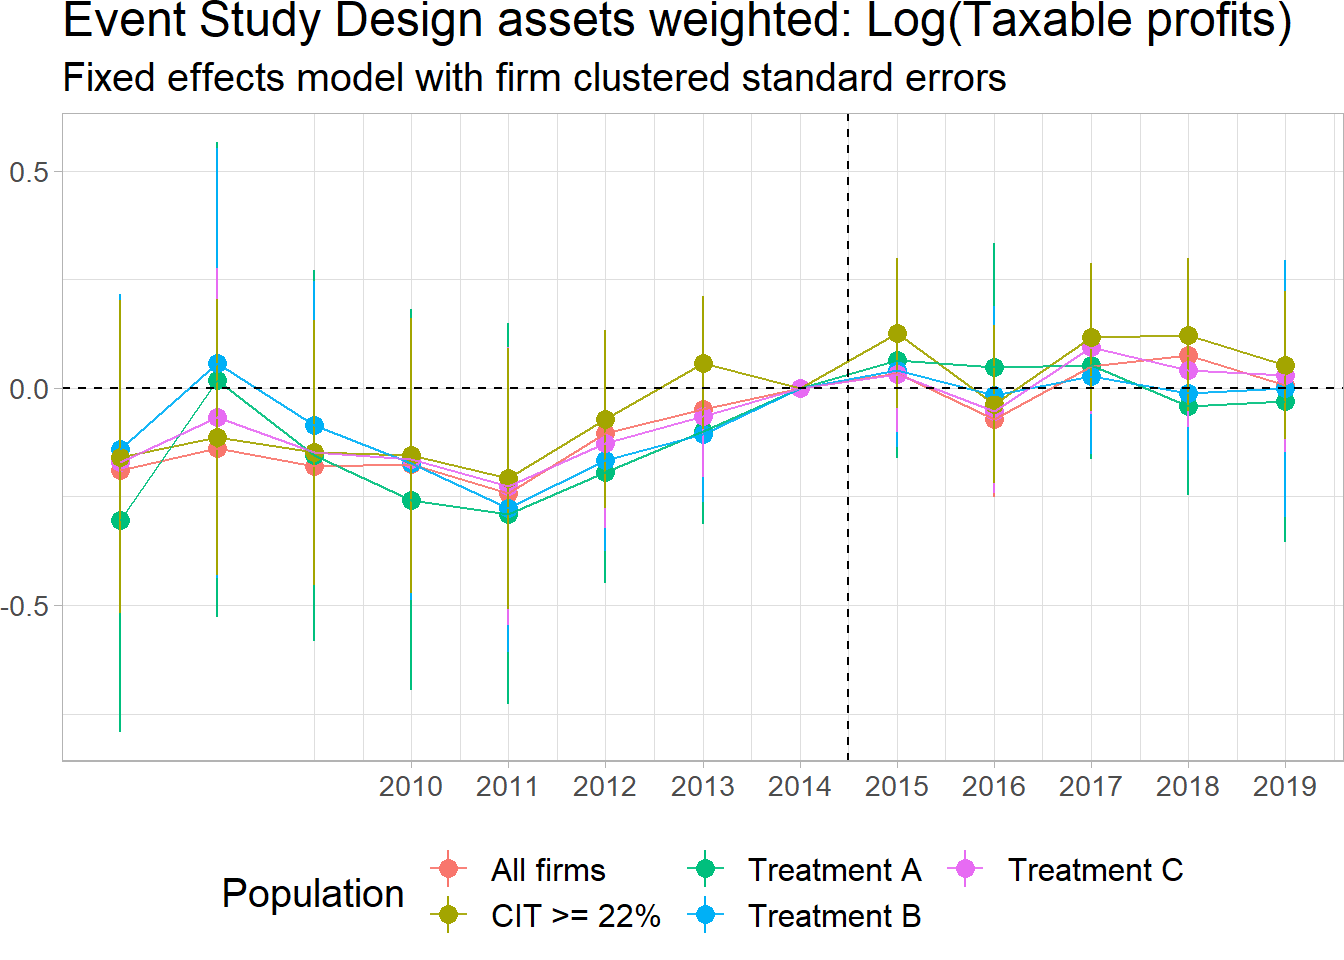 Event Study Design assets weighted: Log(Taxable profits)
Fixed effects model with firm clustered standard errors
0.5
0.0
-0.5
2010 2011 2012 2013 2014 2015 2016 2017 2018 2019
Population
All firms Treatment A Treatment C
CIT >= 22% Treatment B